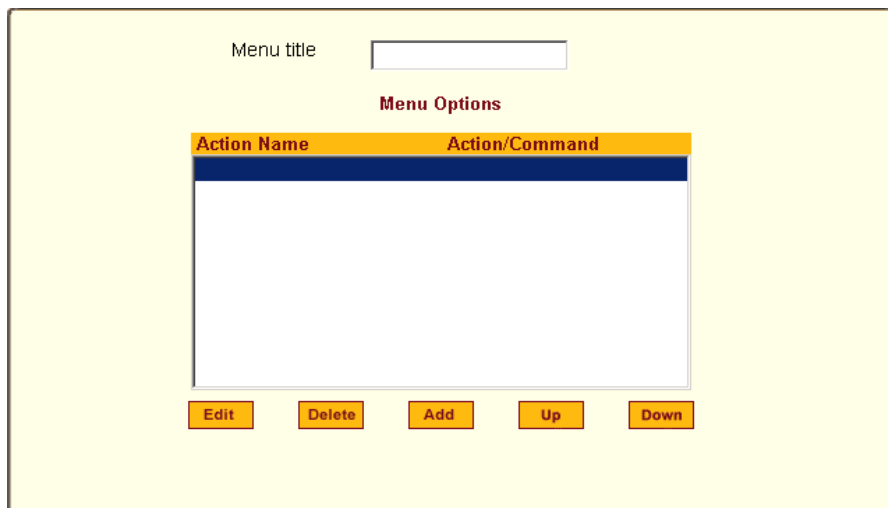 Menu title
Menu Options
Action Name Action/Command
Edit Delete Add Up Down